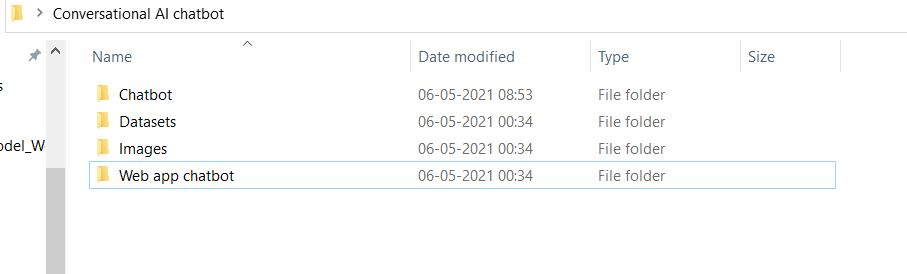 Conversational AI chatbot
Name Date modified Type Size
Chatbot 06-05-2021 08:53 File folder
Datasets 06-05-2021 00:34 File folder
Images 06-05-2021 00:34 File folder
odel_W
Web app chatbot 06-05-2021 00:34 File folder